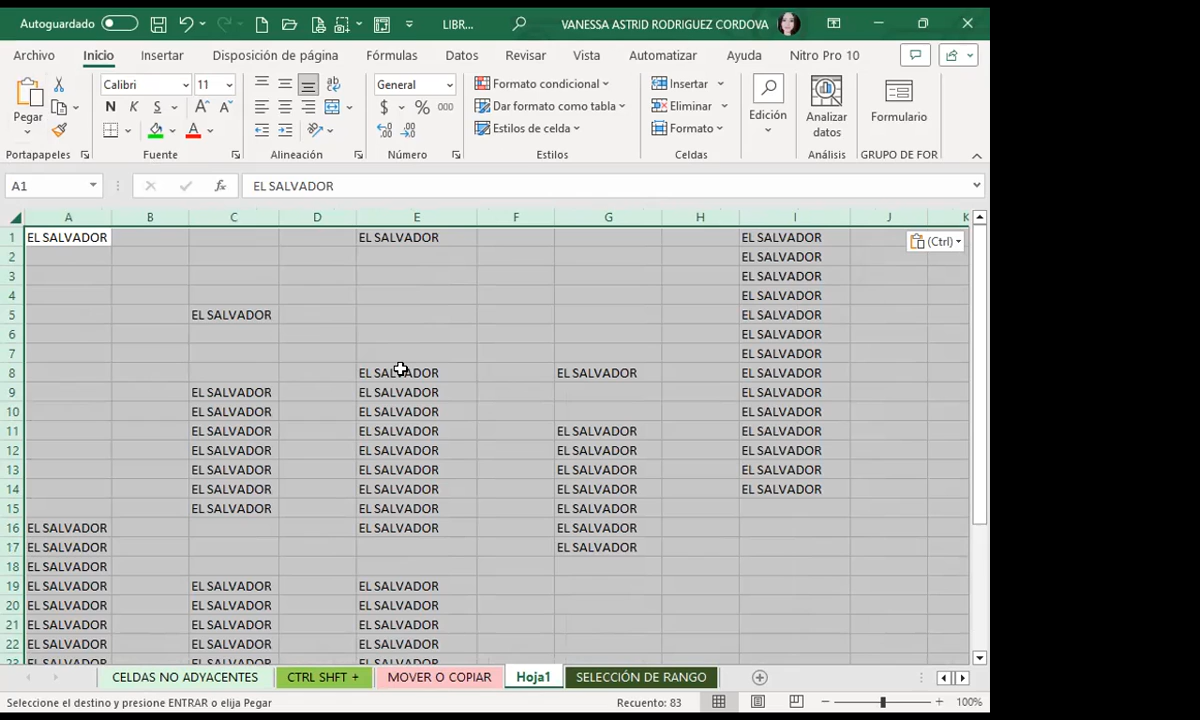 Autoguardado LIBR... VANESSA ASTRID RODRIGUEZ CORDOVA
Archivo Inicio Insertar Disposición de página Fórmulas Datos Revisar Vista Automatizar Ayuda Nitro Pro 10
Calibri 11 General Formato condicional Insertar
N K S $ % 000 Dar formato como tabla Eliminar
Pegar Edición Analizar datos Formulario
A Estilos de celda Formato
Portapapeles Fuente Alineación Número Estilos Celdas Análisis GRUPO DE FOR
A1 fx EL SALVADOR
A B C D E F G H I J K
1 EL SALVADOR EL SALVADOR EL SALVADOR (Ctrl)
2 EL SALVADOR
3 EL SALVADOR
4 EL SALVADOR
5 EL SALVADOR EL SALVADOR
6 EL SALVADOR
7 EL SALVADOR
8 EL SALVADOR EL SALVADOR EL SALVADOR
9 EL SALVADOR EL SALVADOR EL SALVADOR
10 EL SALVADOR EL SALVADOR EL SALVADOR
11 EL SALVADOR EL SALVADOR EL SALVADOR EL SALVADOR
12 EL SALVADOR EL SALVADOR EL SALVADOR EL SALVADOR
13 EL SALVADOR EL SALVADOR EL SALVADOR EL SALVADOR
14 EL SALVADOR EL SALVADOR EL SALVADOR EL SALVADOR
15 EL SALVADOR EL SALVADOR EL SALVADOR
16 EL SALVADOR EL SALVADOR EL SALVADOR
17 EL SALVADOR EL SALVADOR
18 EL SALVADOR
19 EL SALVADOR EL SALVADOR EL SALVADOR
20 EL SALVADOR EL SALVADOR EL SALVADOR
21 EL SALVADOR EL SALVADOR EL SALVADOR
22 EL SALVADOR EL SALVADOR EL SALVADOR
23 EL SALVADOR EL SALVADOR EL SALVADOR
CELDAS NO ADYACENTES CTRL SHFT + MOVER O COPIAR Hoja1 SELECCIÓN DE RANGO
Seleccione el destino y presione ENTRAR o elija Pegar Recuento: 83 100%